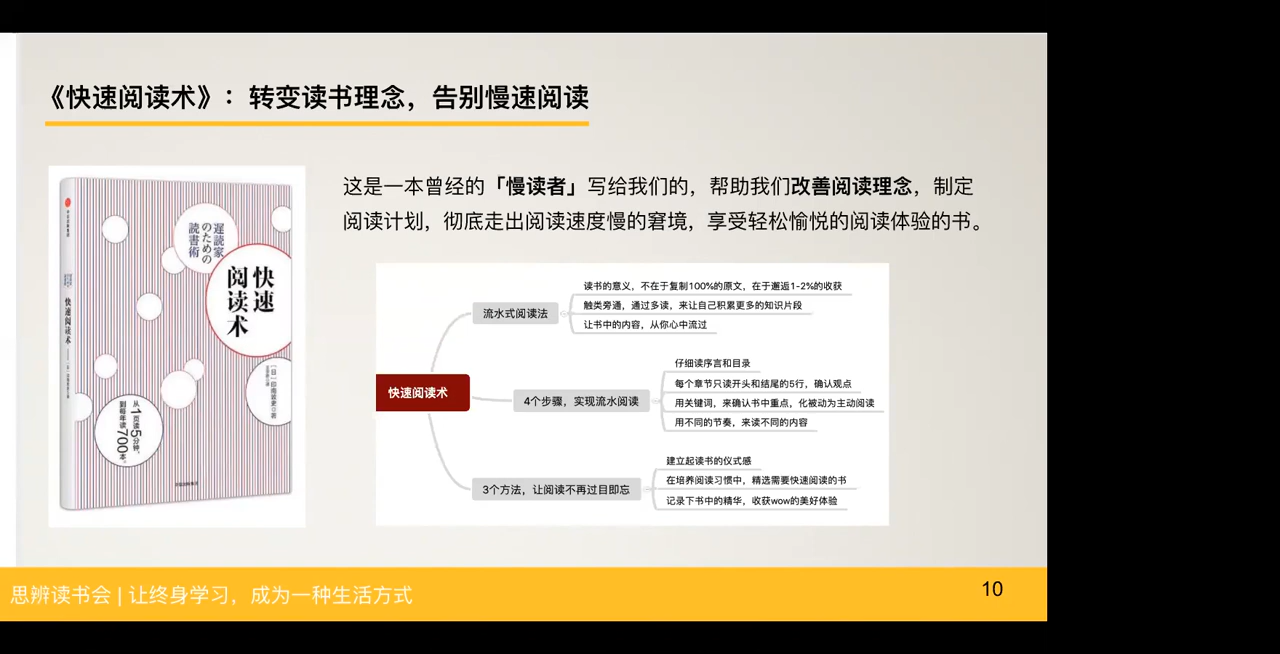 《快速阅读术》：转变读书理念，告别慢速阅读
这是一本曾经的「慢读者」写给我们的，帮助我们改善阅读理念，制定
阅读计划，彻底走出阅读速度慢的窘境，享受轻松愉悦的阅读体验的书。
遅読家
のための
読書術
快速
阅读术
[日]印南敦史 著
从1页读5分钟，
到每年读700本。
快速阅读术
快速阅读术
流水式阅读法
读书的意义，不在于复制100%的原文，在于邂逅1-2%的收获
触类旁通，通过多读，来让自己积累更多的知识片段
让书中的内容，从你心中流过
4个步骤，实现流水阅读
仔细读序言和目录
每个章节只读开头和结尾的5行，确认观点
用关键词，来确认书中重点，化被动为主动阅读
用不同的节奏，来读不同的内容
3个方法，让阅读不再过目即忘
建立起读书的仪式感
在培养阅读习惯中，精选需要快速阅读的书
记录下书中的精华，收获wow的美好体验
思辨读书会 | 让终身学习，成为一种生活方式
10